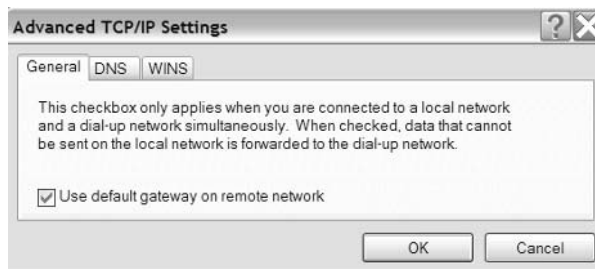 Advanced TCP/IP Settings
General DNS WINS
This checkbox only applies when you are connected to a local network
and a dial-up network simultaneously. When checked, data that cannot
be sent on the local network is forwarded to the dial-up network.
Use default gateway on remote network
OK Cancel